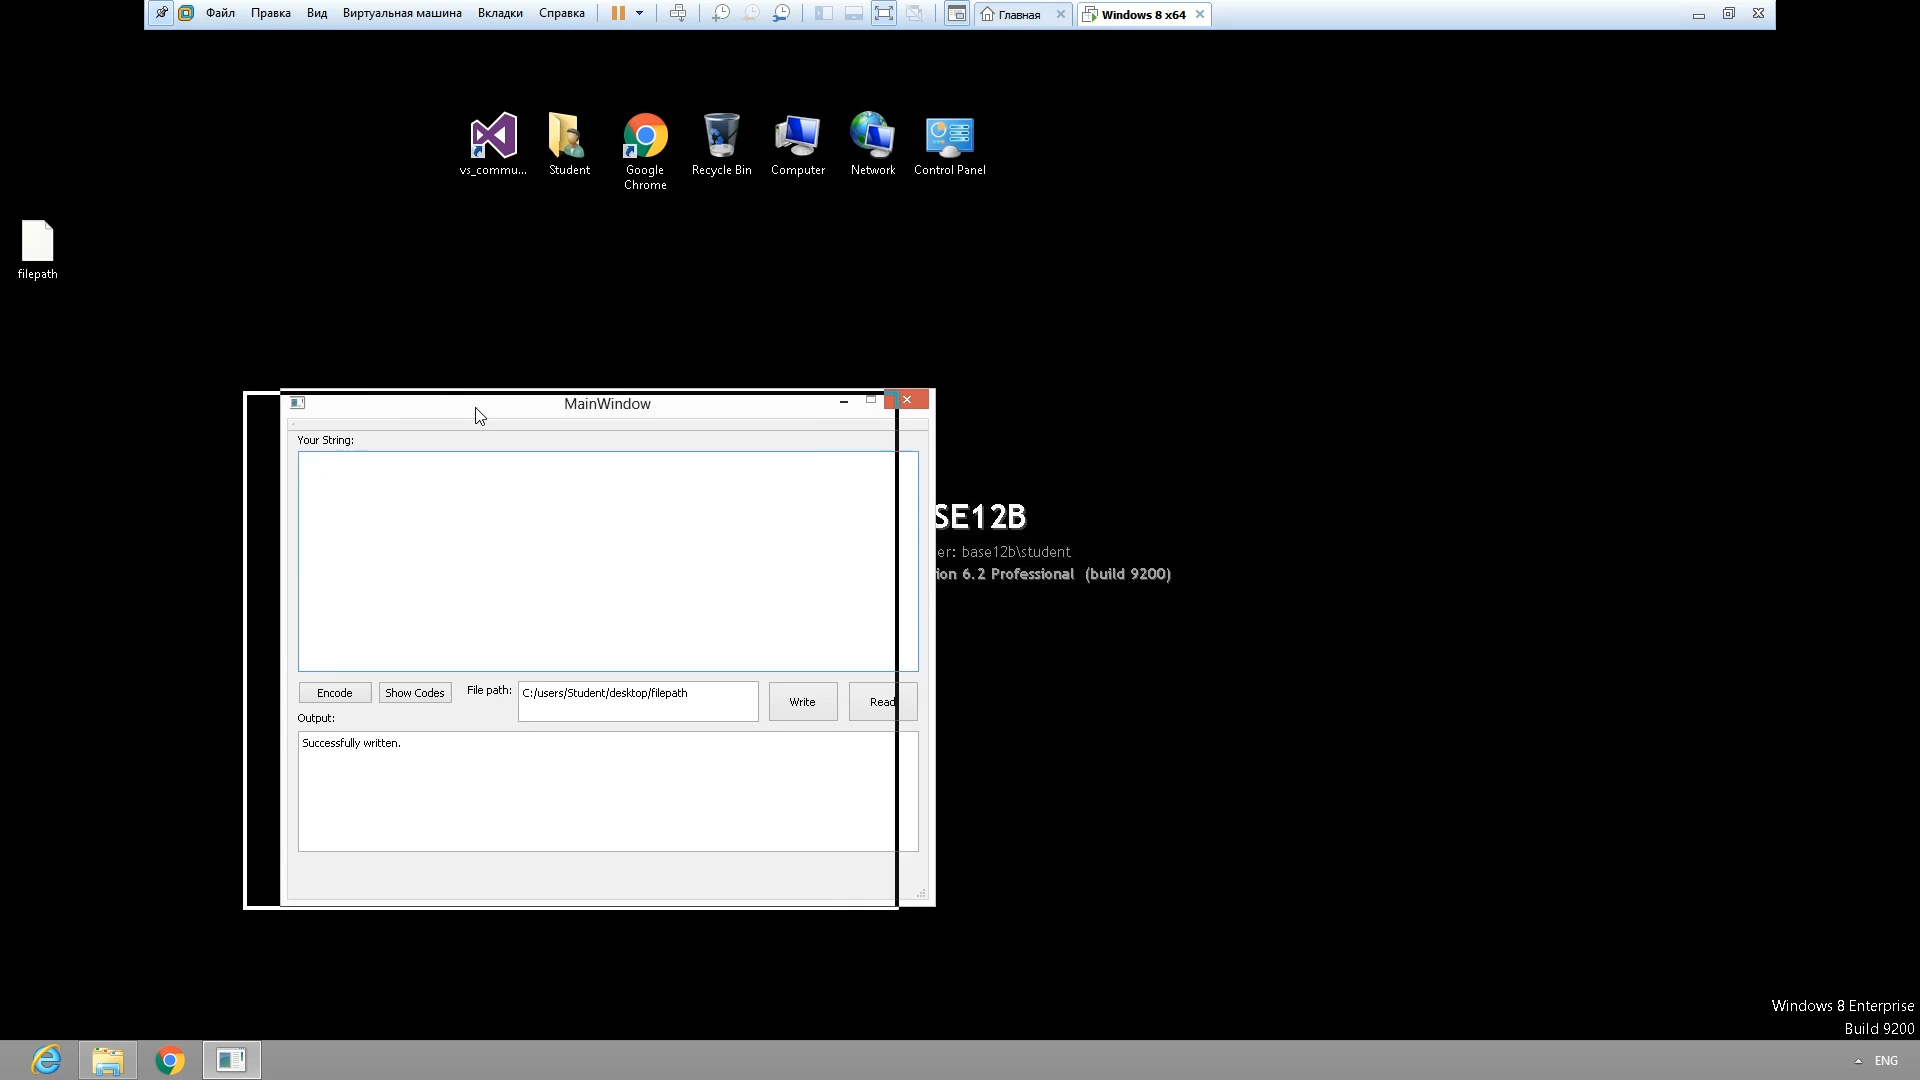 Файл Правка Вид Виртуальная машина Вкладки Справка Главная Windows 8 x64
vs_commu... Student Google Chrome Recycle Bin Computer Network Control Panel
filepath
MainWindow
Your String:
SE12B
er: base12b\student
ion 6.2 Professional (build 9200)
Encode Show Codes File path: C:/users/Student/desktop/filepath Write Read
Output:
Successfully written.
Windows 8 Enterprise
Build 9200
ENG